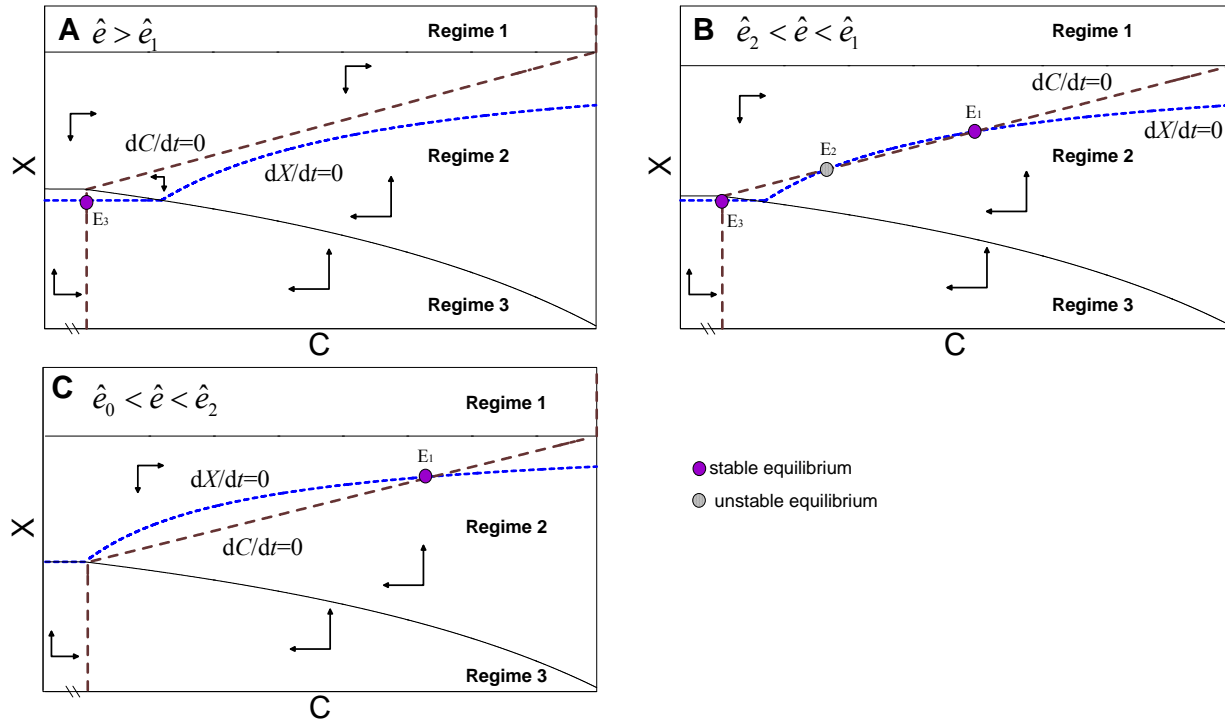 A ê > ê₁
Regime 1
dC/dt=0
Regime 2
dX/dt=0
E₃
Regime 3
X
C
B ê₂ < ê < ê₁
Regime 1
dC/dt=0
E₁
dX/dt=0
E₂
Regime 2
E₃
Regime 3
X
C
C ê₀ < ê < ê₂
Regime 1
E₁
dX/dt=0
Regime 2
dC/dt=0
Regime 3
X
C
stable equilibrium
unstable equilibrium